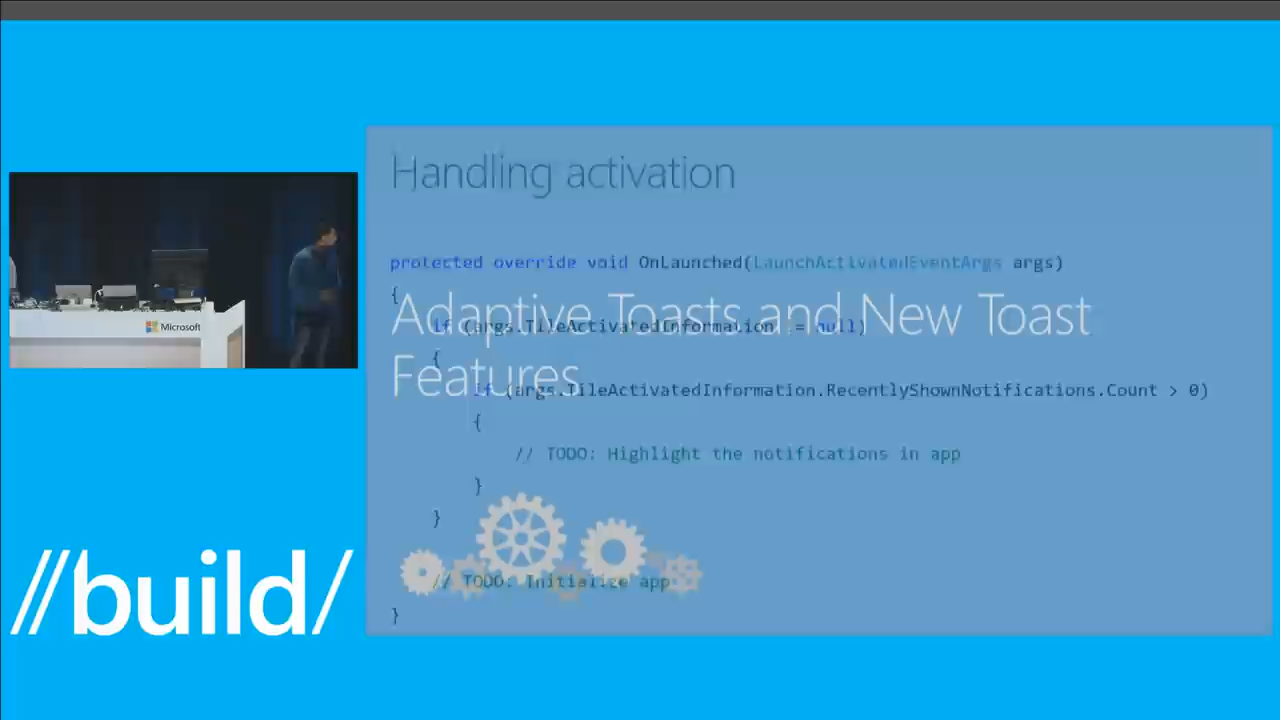 Handling activation
protected override void OnLaunched(LaunchActivatedEventArgs args)
{
Adaptive Toasts and New Toast
Features
if (args.TileActivatedInformation != null)
{
if (args.TileActivatedInformation.RecentlyShownNotifications.Count > 0)
{
// TODO: Highlight the notifications in app
}
}
// TODO: Initialize app
}
Microsoft
//build/